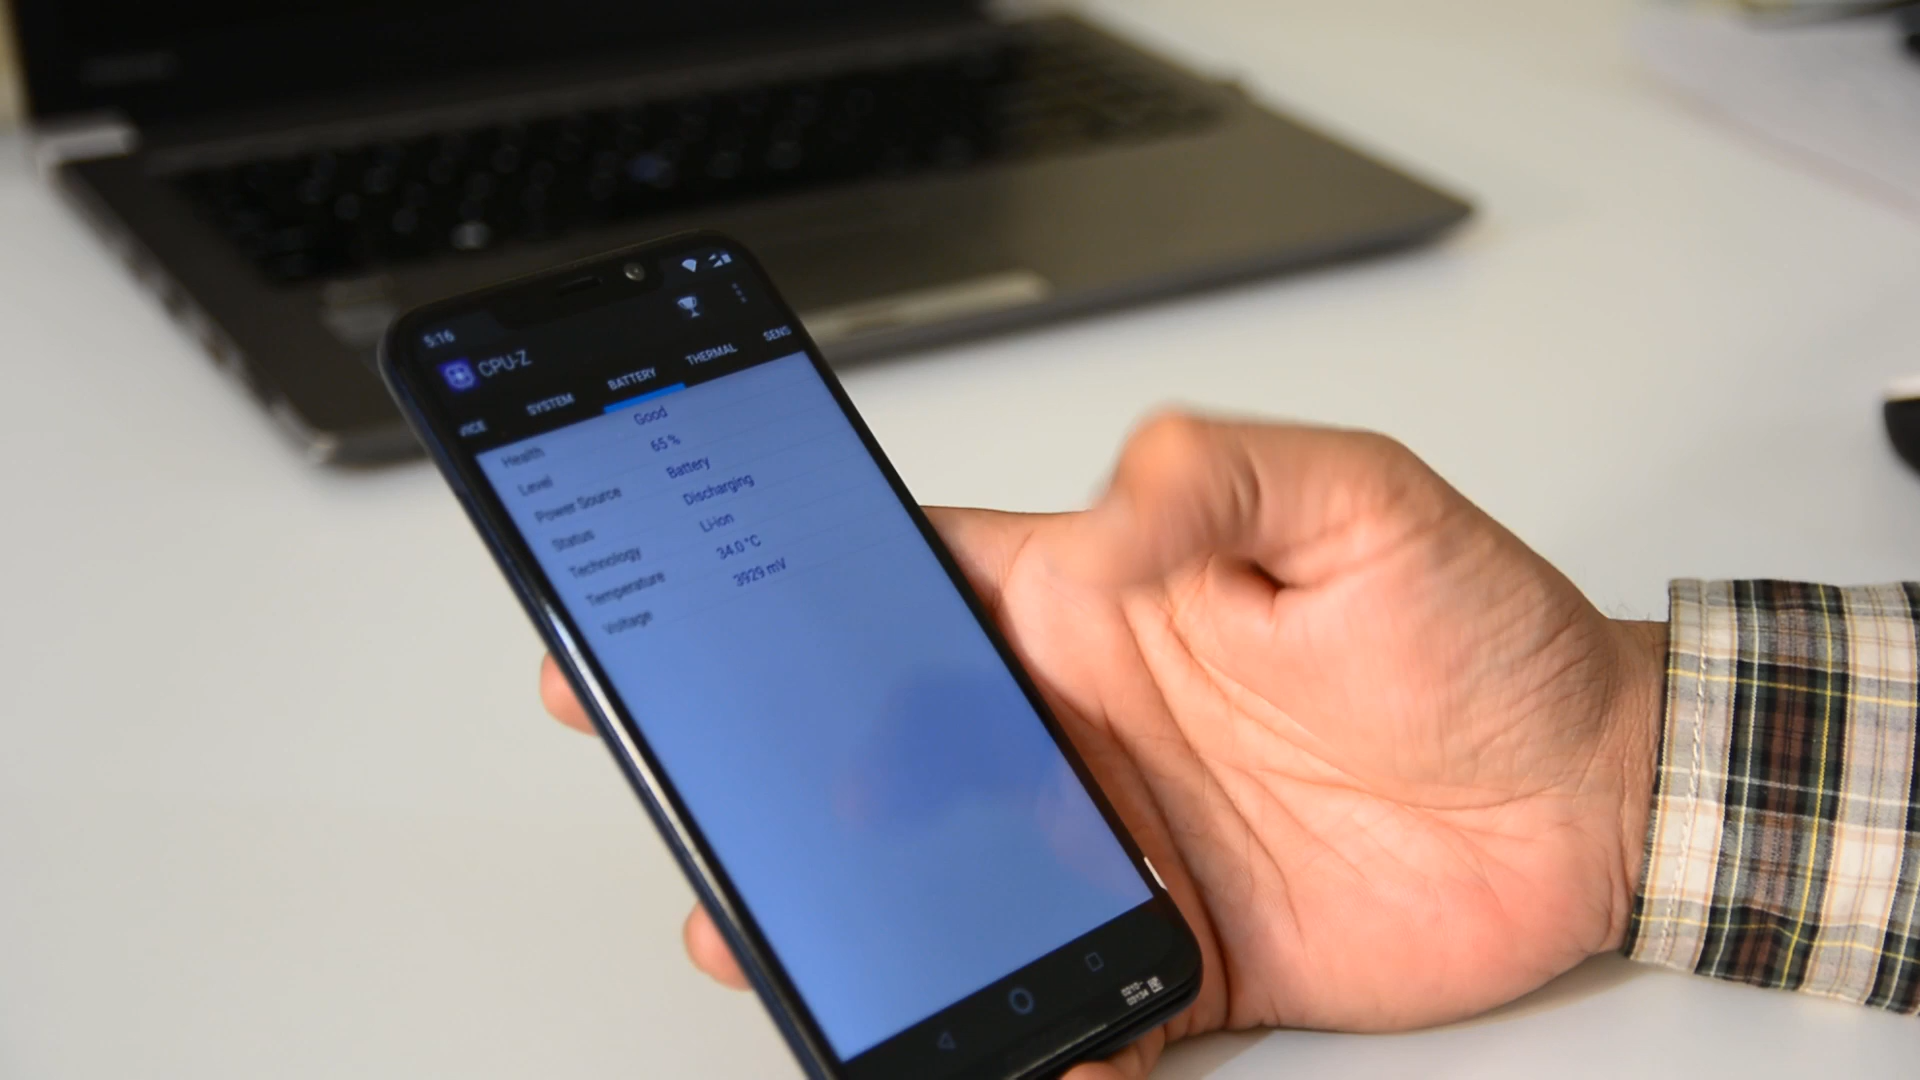 5:16
CPU-Z
VICE SYSTEM BATTERY THERMAL SENS
Health Good
Level 65 %
Power Source Battery
Status Discharging
Technology Li-ion
Temperature 34.0 °C
Voltage 3929 mV